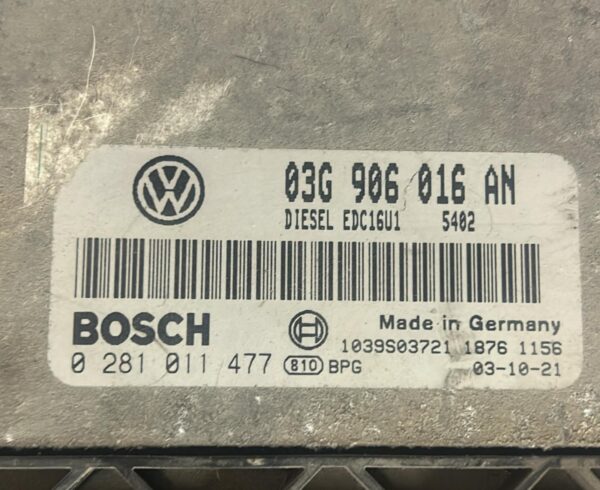 03G 906 016 AN
DIESEL EDC16U1 5402
BOSCH
Made in Germany
1039S03721 1876 1156
0 281 011 477 810 BPG
03-10-21